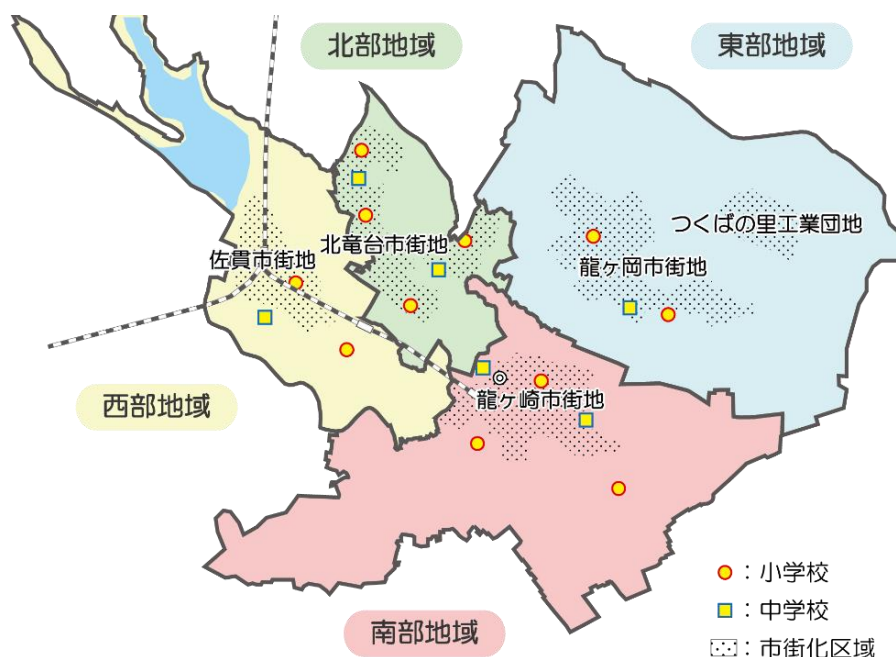 北部地域
東部地域
つくばの里工業団地
北竜台市街地
佐貫市街地
龍ヶ岡市街地
西部地域
龍ヶ崎市街地
南部地域
：小学校
：中学校
：市街化区域